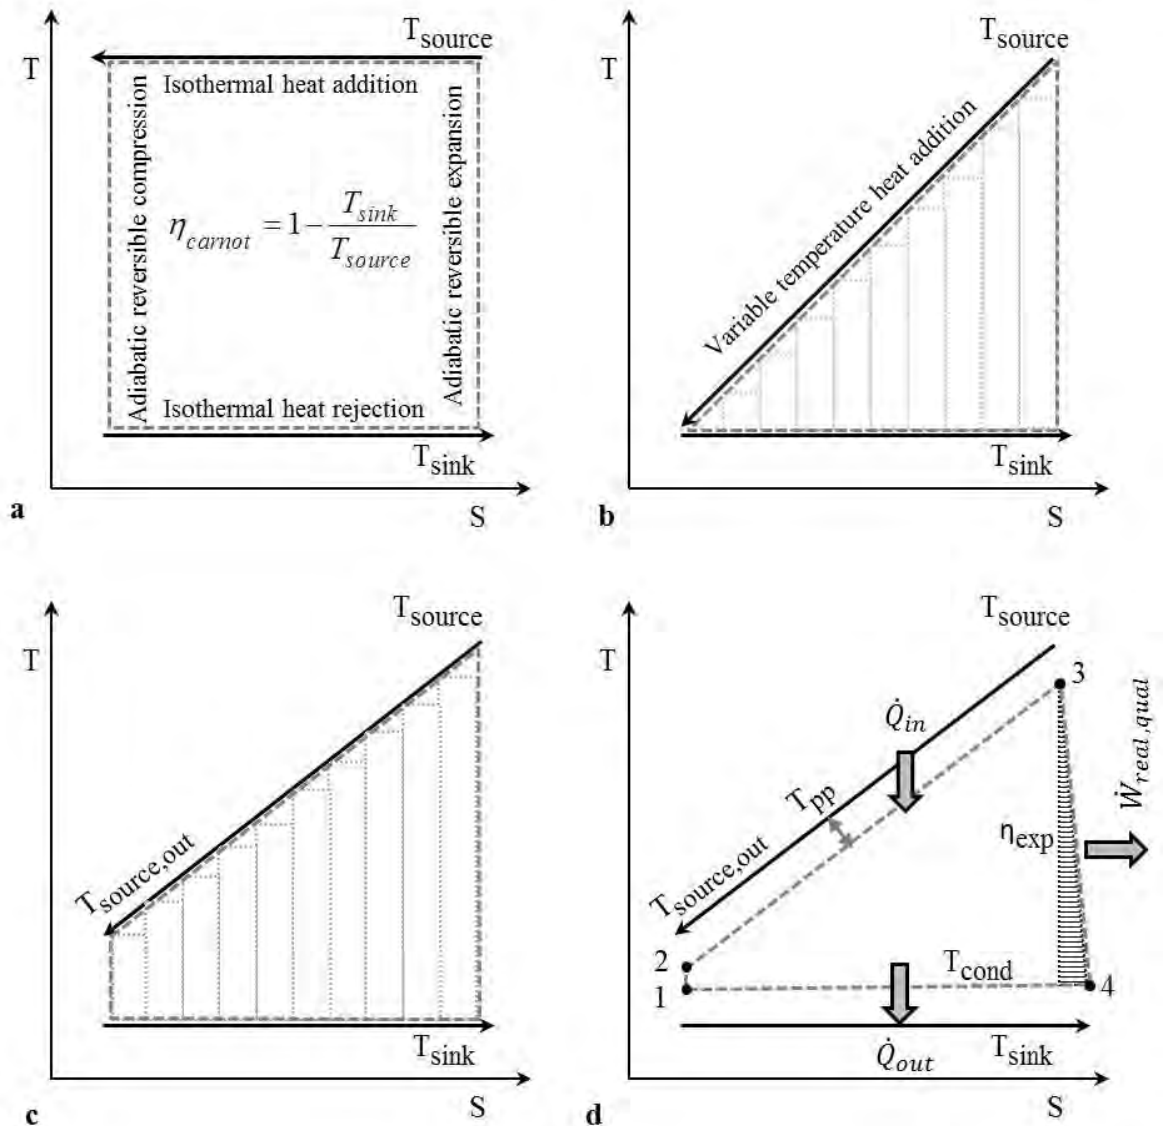 T
T_source
Isothermal heat addition
Adiabatic reversible compression
η_carnot = 1 − T_sink / T_source
Adiabatic reversible expansion
Isothermal heat rejection
T_sink
S
a
T
T_source
Variable temperature heat addition
T_sink
S
b
T
T_source
T_source,out
T_sink
S
c
T
T_source
3
Q̇_in
T_pp
Ẇ_real,qual
η_exp
T_source,out
2
T_cond
1
4
Q̇_out
T_sink
S
d